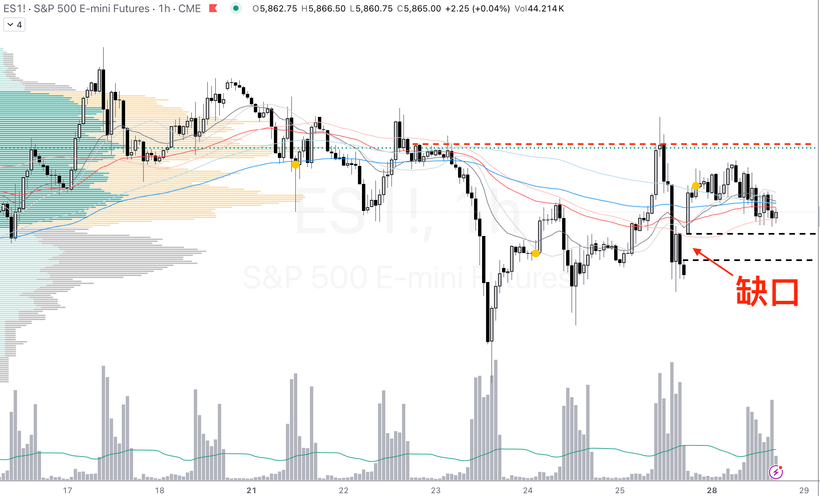 ES1! · S&P 500 E-mini Futures · 1h · CME O5,862.75 H5,866.50 L5,860.75 C5,865.00 +2.25 (+0.04%) Vol44.214K
4
ES1!, 1h
S&P 500 E-mini Futures
缺口
17 18 21 22 23 24 25 28 29